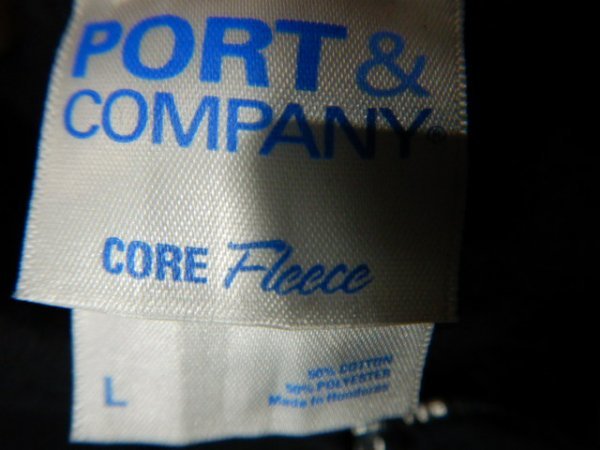 PORT &
COMPANY®
CORE Fleece
L
50% COTTON
50% POLYESTER
Made in Honduras